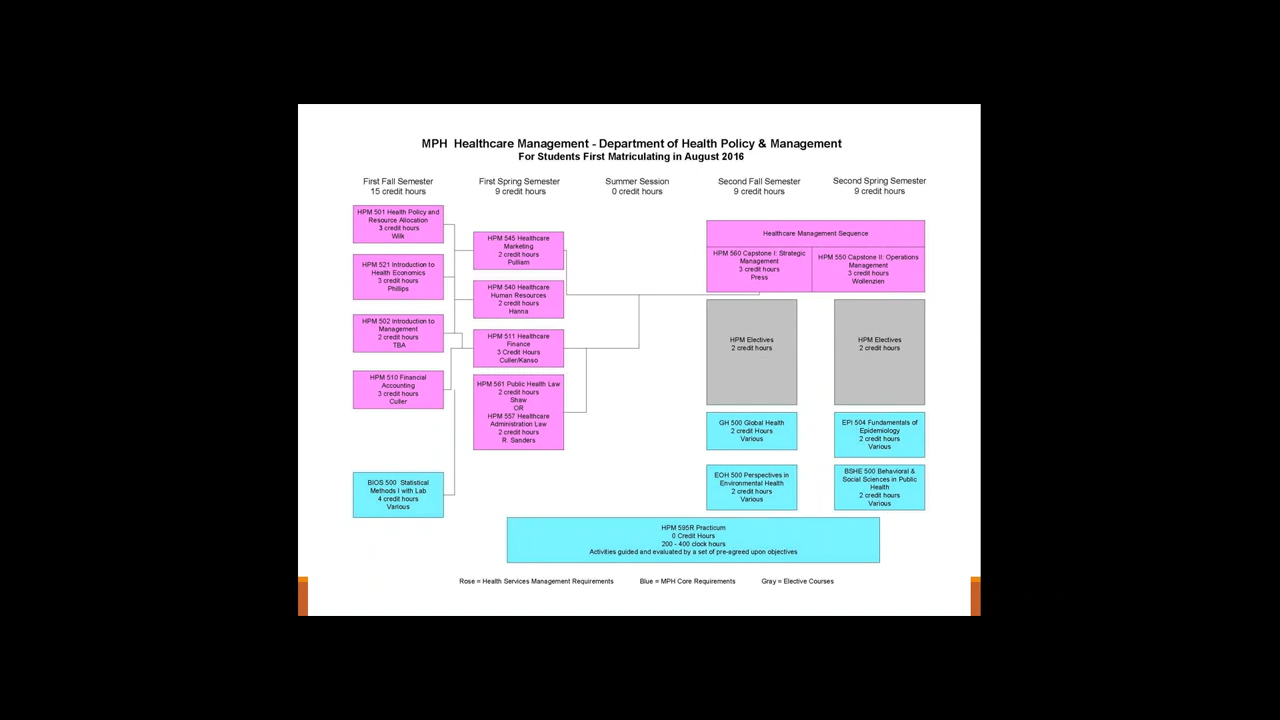 MPH Healthcare Management - Department of Health Policy & Management
For Students First Matriculating in August 2016
First Fall Semester
15 credit hours
First Spring Semester
9 credit hours
Summer Session
0 credit hours
Second Fall Semester
9 credit hours
Second Spring Semester
9 credit hours
HPM 501 Health Policy and
Resource Allocation
3 credit hours
Wilk
HPM 521 Introduction to
Health Economics
3 credit hours
Phillips
HPM 502 Introduction to
Management
2 credit hours
TBA
HPM 510 Financial
Accounting
3 credit hours
Culler
BIOS 500 Statistical
Methods I with Lab
4 credit hours
Various
HPM 545 Healthcare
Marketing
2 credit hours
Pulliam
HPM 540 Healthcare
Human Resources
2 credit hours
Hanna
HPM 511 Healthcare
Finance
3 Credit Hours
Culler/Kanso
HPM 561 Public Health Law
2 credit hours
Shaw
OR
HPM 557 Healthcare
Administration Law
2 credit hours
R. Sanders
Healthcare Management Sequence
HPM 560 Capstone I: Strategic
Management
3 credit hours
Press
HPM 550 Capstone II: Operations
Management
3 credit hours
Wollenzien
HPM Electives
2 credit hours
HPM Electives
2 credit hours
GH 500 Global Health
2 credit Hours
Various
EPI 504 Fundamentals of
Epidemiology
2 credit hours
Various
EOH 500 Perspectives in
Environmental Health
2 credit hours
Various
BSHE 500 Behavioral &
Social Sciences in Public
Health
2 credit hours
Various
HPM 595R Practicum
0 Credit Hours
200 - 400 clock hours
Activities guided and evaluated by a set of pre-agreed upon objectives
Rose = Health Services Management Requirements
Blue = MPH Core Requirements
Gray = Elective Courses